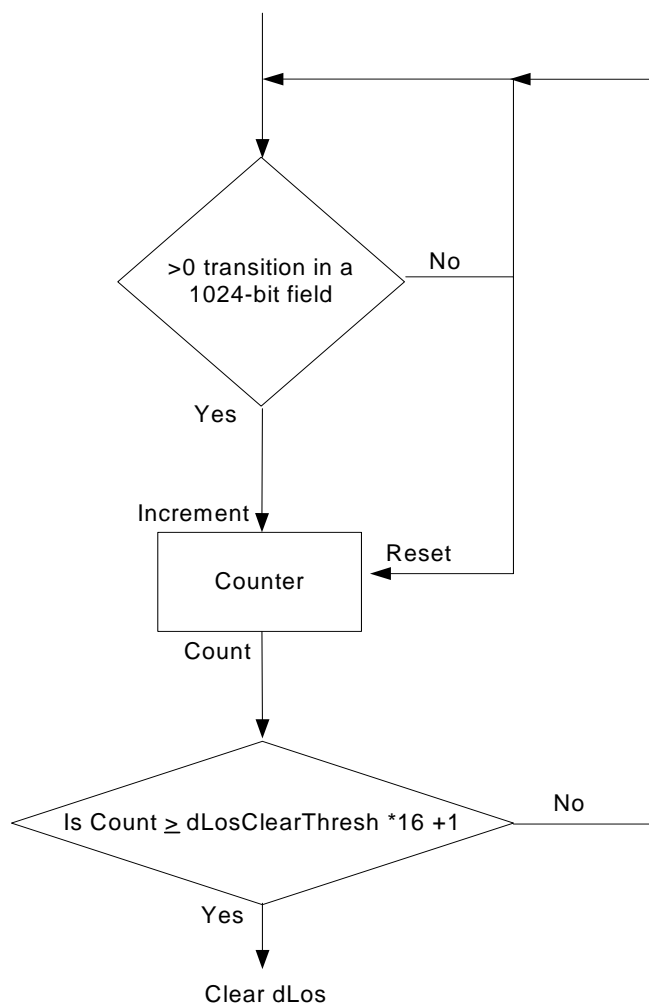 >0 transition in a
1024-bit field
No
Yes
Increment
Reset
Counter
Count
Is Count ≥ dLosClearThresh *16 +1
No
Yes
Clear dLos